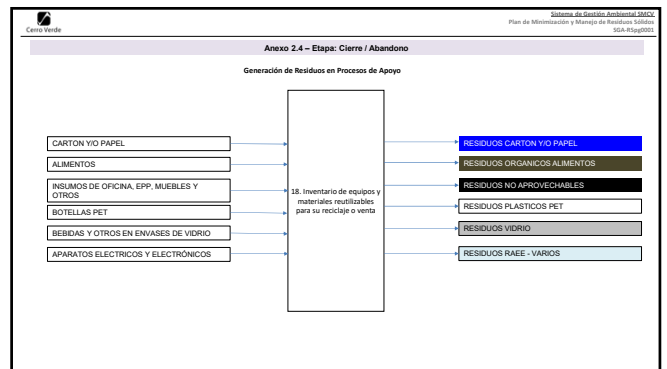 Cerro Verde
Sistema de Gestión Ambiental SMCV
Plan de Minimización y Manejo de Residuos Sólidos
SGA-RSpg0001
Anexo 2.4 – Etapa: Cierre / Abandono
Generación de Residuos en Procesos de Apoyo
CARTON Y/O PAPEL
ALIMENTOS
INSUMOS DE OFICINA, EPP, MUEBLES Y
OTROS
BOTELLAS PET
BEBIDAS Y OTROS EN ENVASES DE VIDRIO
APARATOS ELECTRICOS Y ELECTRÓNICOS
18. Inventario de equipos y
materiales reutilizables
para su reciclaje o venta
RESIDUOS CARTON Y/O PAPEL
RESIDUOS ORGANICOS ALIMENTOS
RESIDUOS NO APROVECHABLES
RESIDUOS PLASTICOS PET
RESIDUOS VIDRIO
RESIDUOS RAEE - VARIOS